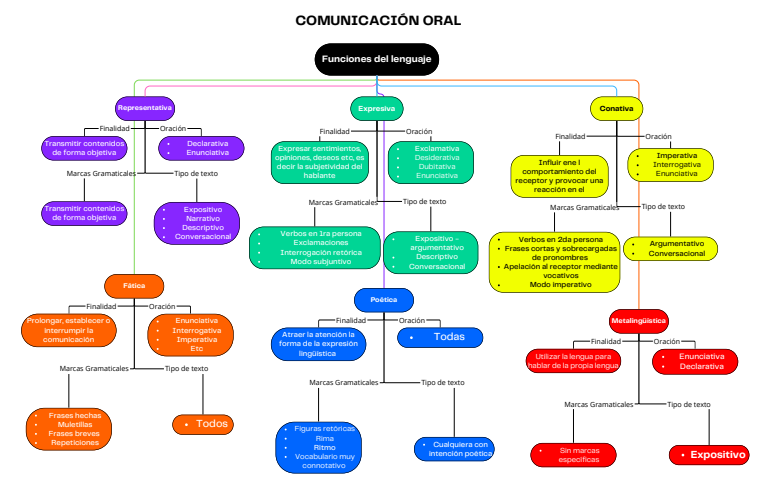 COMUNICACIÓN ORAL
Funciones del lenguaje
Representativa
Finalidad
Oración
Transmitir contenidos
de forma objetiva
• Declarativa
• Enunciativa
Marcas Gramaticales
Tipo de texto
Transmitir contenidos
de forma objetiva
• Expositivo
• Narrativo
• Descriptivo
• Conversacional
Expresiva
Finalidad
Oración
Expresar sentimientos,
opiniones, deseos etc, es
decir la subjetividad del
hablante
• Exclamativa
• Desiderativa
• Dubitativa
• Enunciativa
Marcas Gramaticales
Tipo de texto
• Verbos en 1ra persona
• Exclamaciones
• Interrogación retórica
• Modo subjuntivo
• Expositivo -
argumentativo
• Descriptivo
• Conversacional
Conativa
Finalidad
Oración
Influir ene l
comportamiento del
receptor y provocar una
reacción en el
• Imperativa
• Interrogativa
• Enunciativa
Marcas Gramaticales
Tipo de texto
• Verbos en 2da persona
• Frases cortas y sobrecargadas
de pronombres
• Apelación al receptor mediante
vocativos
• Modo imperativo
• Argumentativo
• Conversacional
Fàtica
Finalidad
Oración
Prolongar, establecer o
Interrumpir la
comunicación
• Enunciativa
• Interrogativa
• Imperativa
• Etc
Marcas Gramaticales
Tipo de texto
• Frases hechas
• Muletillas
• Frases breves
• Repeticiones
• Todos
Poética
Finalidad
Oración
Atraer la atención la
forma de la expresión
lingüística
• Todas
Marcas Gramaticales
Tipo de texto
• Figuras retóricas
• Rima
• Ritmo
• Vocabulario muy
connotativo
• Cualquiera con
intención poética
Metalingüística
Finalidad
Oración
Utilizar la lengua para
hablar de la propia lengua
• Enunciativa
• Declarativa
Marcas Gramaticales
Tipo de texto
• Sin marcas
específicas
• Expositivo